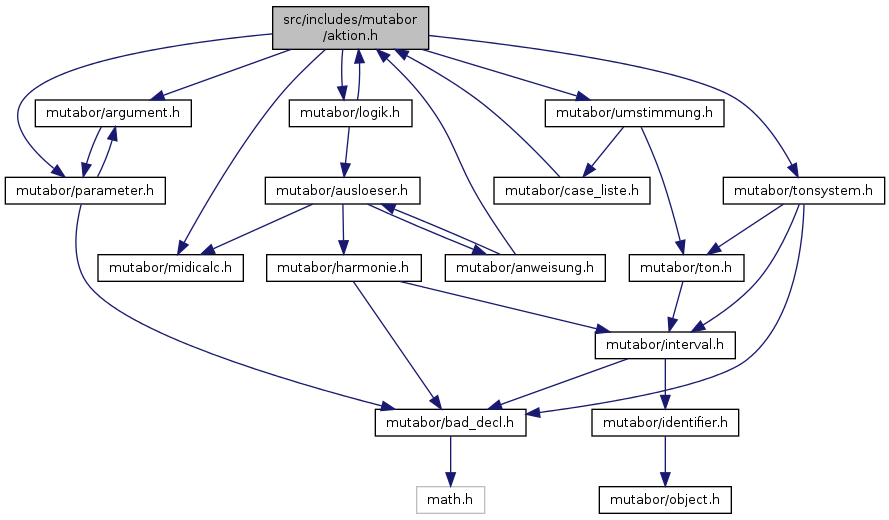 src/includes/mutabor
/aktion.h
mutabor/argument.h
mutabor/logik.h
mutabor/umstimmung.h
mutabor/parameter.h
mutabor/ausloeser.h
mutabor/case_liste.h
mutabor/tonsystem.h
mutabor/midicalc.h
mutabor/harmonie.h
mutabor/anweisung.h
mutabor/ton.h
mutabor/interval.h
mutabor/bad_decl.h
mutabor/identifier.h
math.h
mutabor/object.h